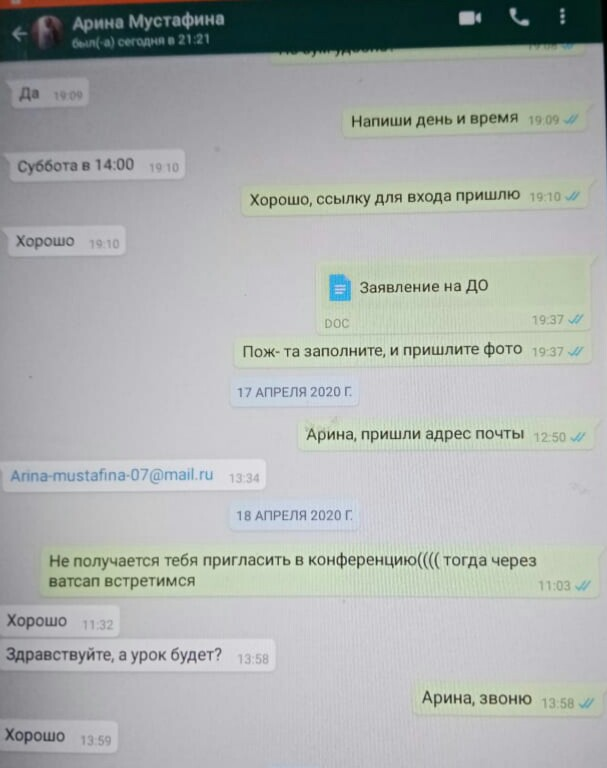 Арина Мустафина
был(-а) сегодня в 21:21
19:08
Да 19:09
Напиши день и время 19:09
Суббота в 14:00 19:10
Хорошо, ссылку для входа пришлю 19:10
Хорошо 19:10
Заявление на ДО
DOC 19:37
Пож- та заполните, и пришлите фото 19:37
17 АПРЕЛЯ 2020 Г.
Арина, пришли адрес почты 12:50
Arina-mustafina-07@mail.ru 13:34
18 АПРЕЛЯ 2020 Г.
Не получается тебя пригласить в конференцию(((( тогда через
ватсап встретимся
11:03
Хорошо 11:32
Здравствуйте, а урок будет? 13:58
Арина, звоню 13:58
Хорошо 13:59